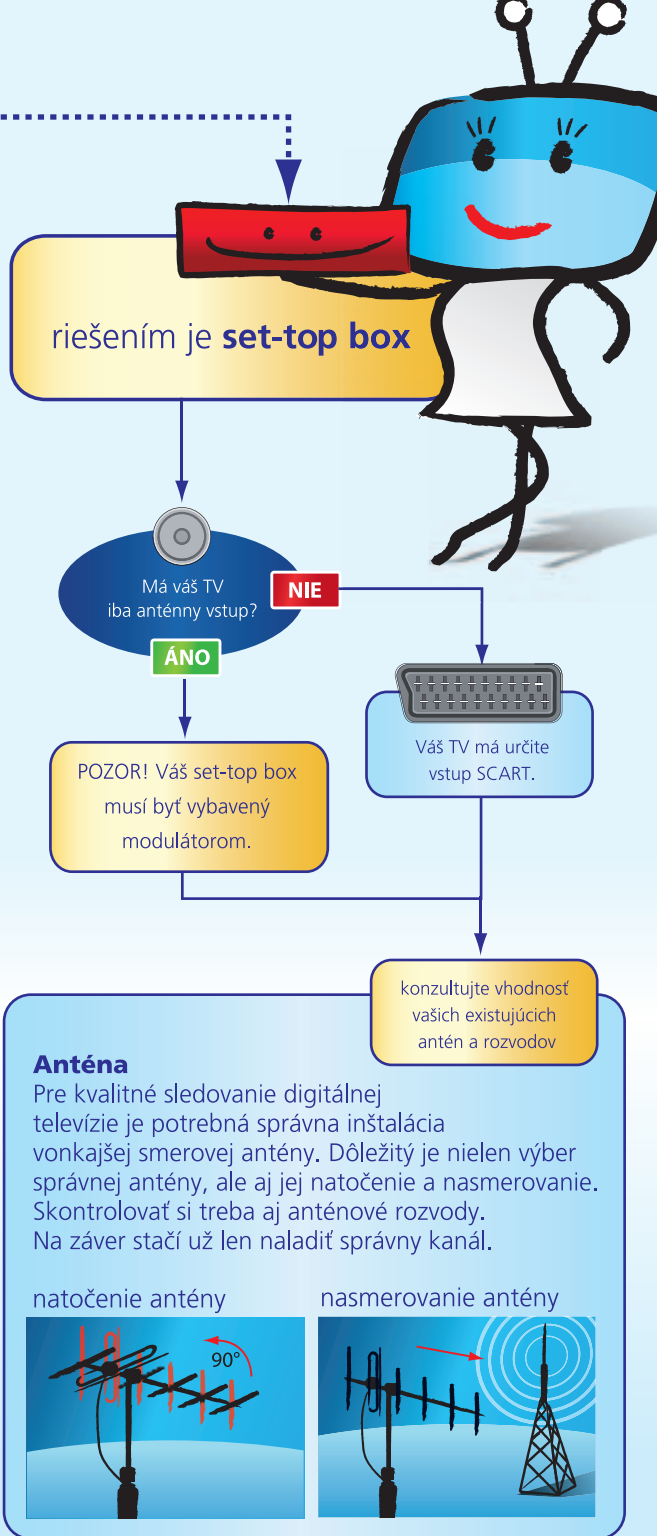 riešením je set-top box
Má váš TV
iba anténny vstup?
NIE
ÁNO
Váš TV má určite
vstup SCART.
POZOR! Váš set-top box
musí byť vybavený
modulátorom.
konzultujte vhodnosť
vašich existujúcich
antén a rozvodov
Anténa
Pre kvalitné sledovanie digitálnej
televízie je potrebná správna inštalácia
vonkajšej smerovej antény. Dôležitý je nielen výber
správnej antény, ale aj jej natočenie a nasmerovanie.
Skontrolovať si treba aj anténové rozvody.
Na záver stačí už len naladiť správny kanál.
natočenie antény
nasmerovanie antény
90°